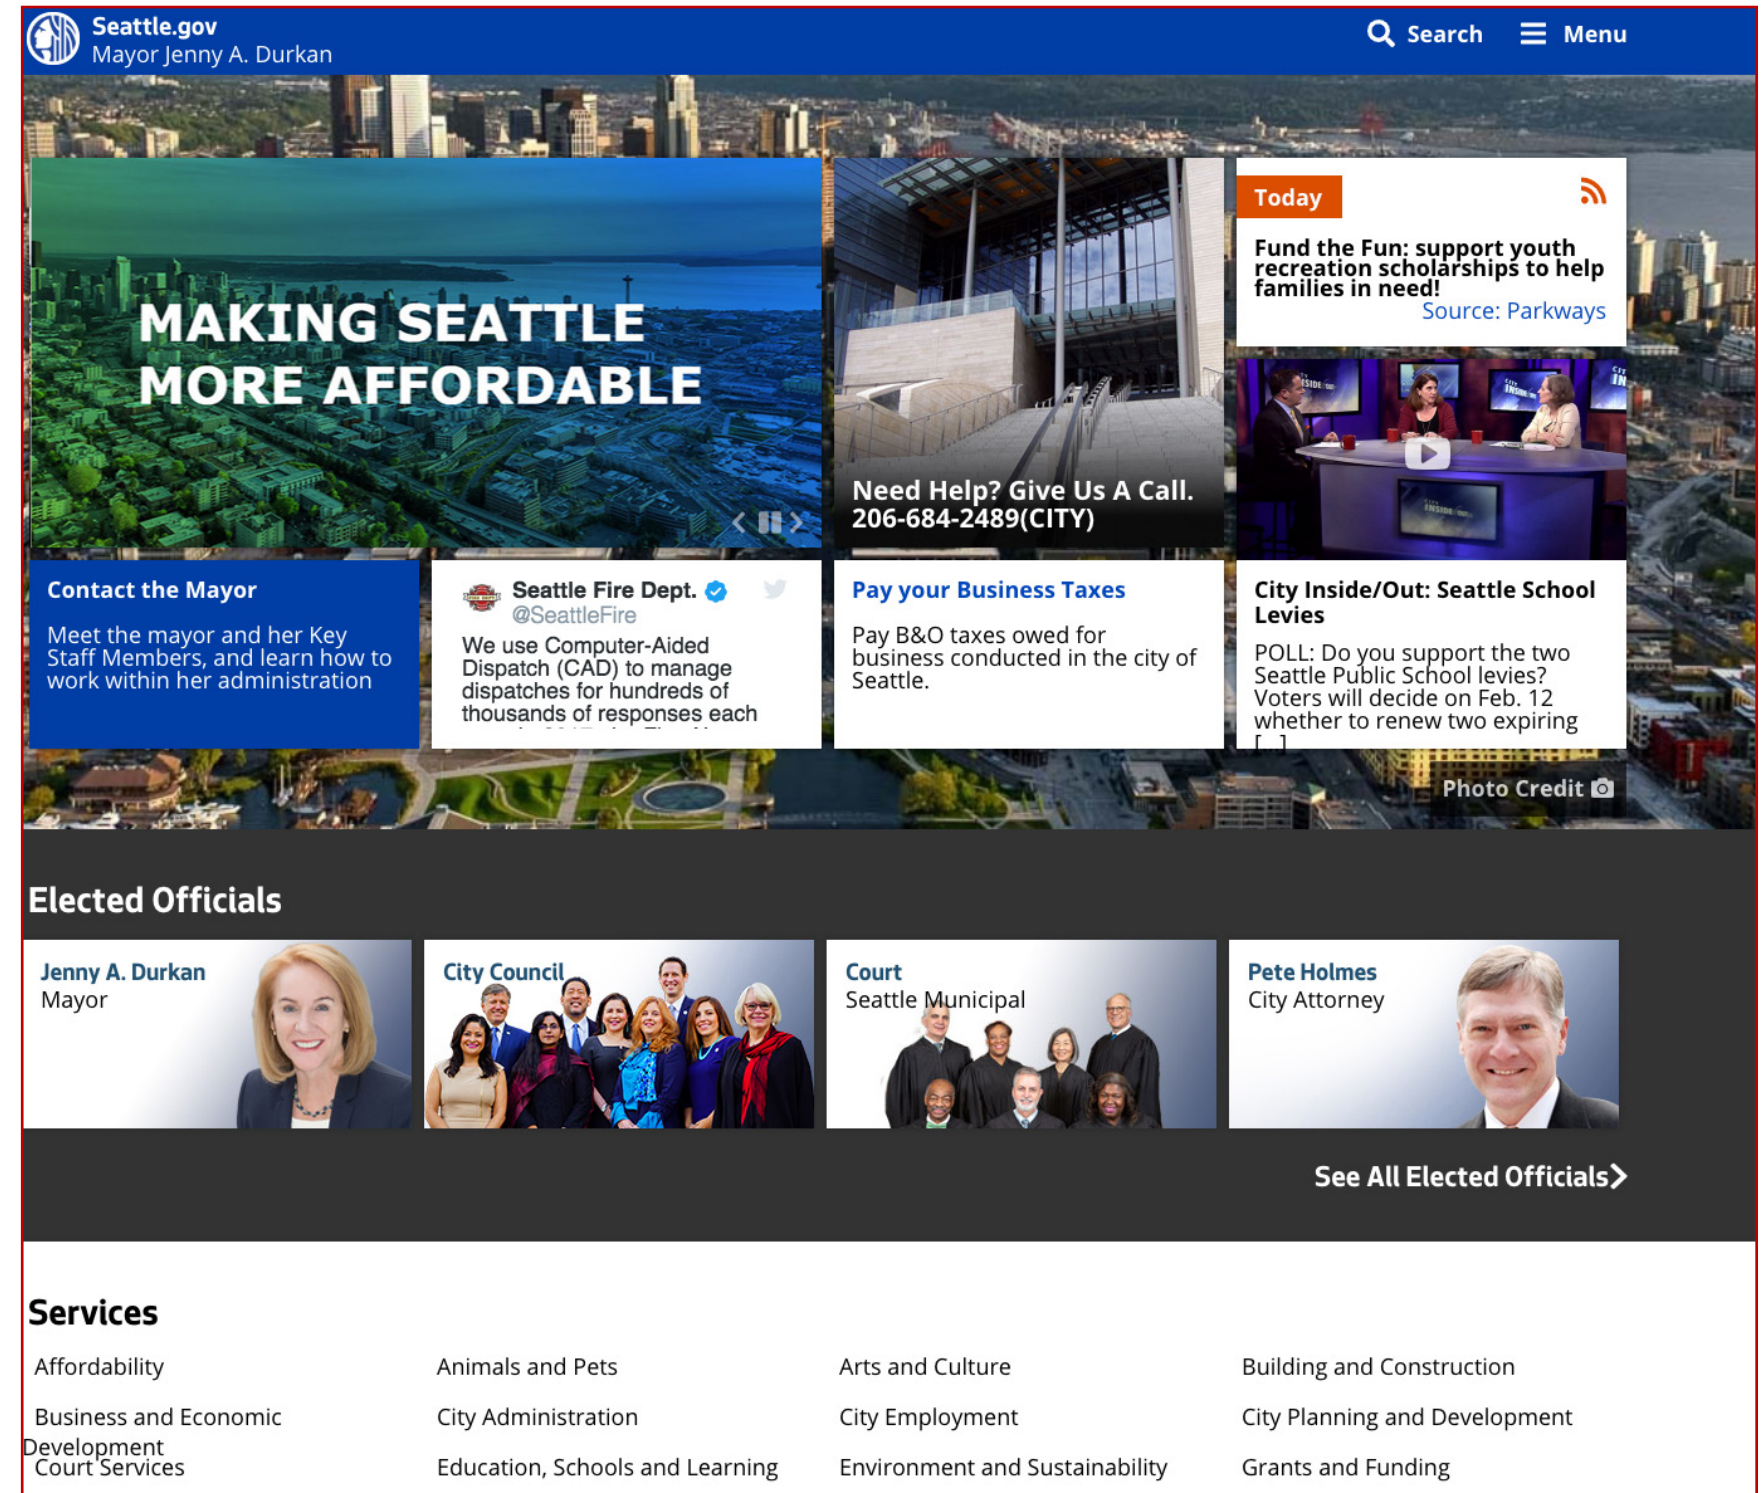 Seattle.gov
Mayor Jenny A. Durkan
Search
Menu
MAKING SEATTLE
MORE AFFORDABLE
Need Help? Give Us A Call.
206-684-2489(CITY)
Today
Fund the Fun: support youth
recreation scholarships to help
families in need!
Source: Parkways
Contact the Mayor
Meet the mayor and her Key
Staff Members, and learn how to
work within her administration
Seattle Fire Dept.
@SeattleFire
We use Computer-Aided
Dispatch (CAD) to manage
dispatches for hundreds of
thousands of responses each
Pay your Business Taxes
Pay B&O taxes owed for
business conducted in the city of
Seattle.
City Inside/Out: Seattle School
Levies
POLL: Do you support the two
Seattle Public School levies?
Voters will decide on Feb. 12
whether to renew two expiring
[...]
Photo Credit
Elected Officials
Jenny A. Durkan
Mayor
City Council
Court
Seattle Municipal
Pete Holmes
City Attorney
See All Elected Officials
Services
Affordability
Animals and Pets
Arts and Culture
Building and Construction
Business and Economic
Development
City Administration
City Employment
City Planning and Development
Court Services
Education, Schools and Learning
Environment and Sustainability
Grants and Funding